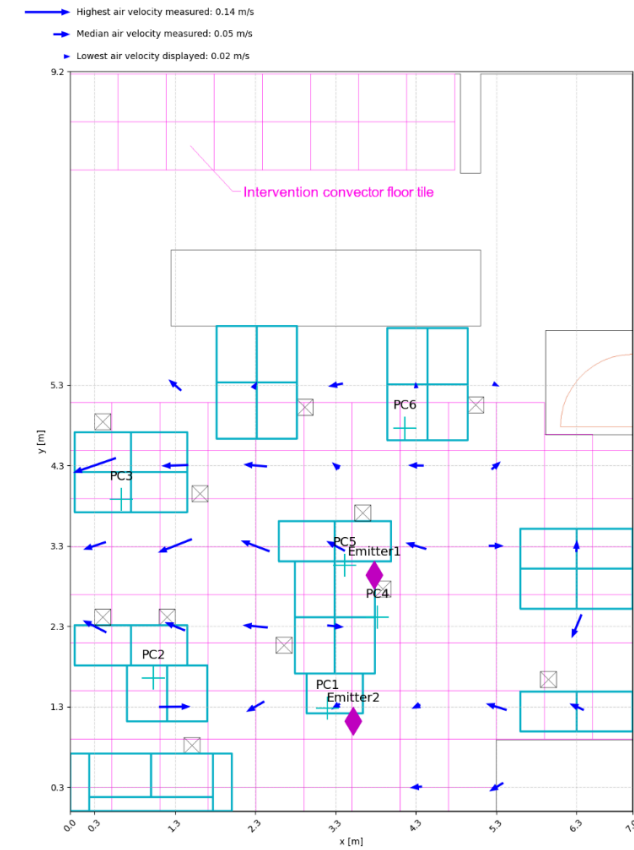 Highest air velocity measured: 0.14 m/s
Median air velocity measured: 0.05 m/s
Lowest air velocity displayed: 0.02 m/s
9.2
Intervention convector floor tile
5.3
PC6
4.3
PC3
y [m]
3.3
PC5
Emitter1
PC4
2.3
PC2
PC1
Emitter2
1.3
0.3
0.0 0.3 1.3 2.3 3.3 4.3 5.3 6.3
x [m]